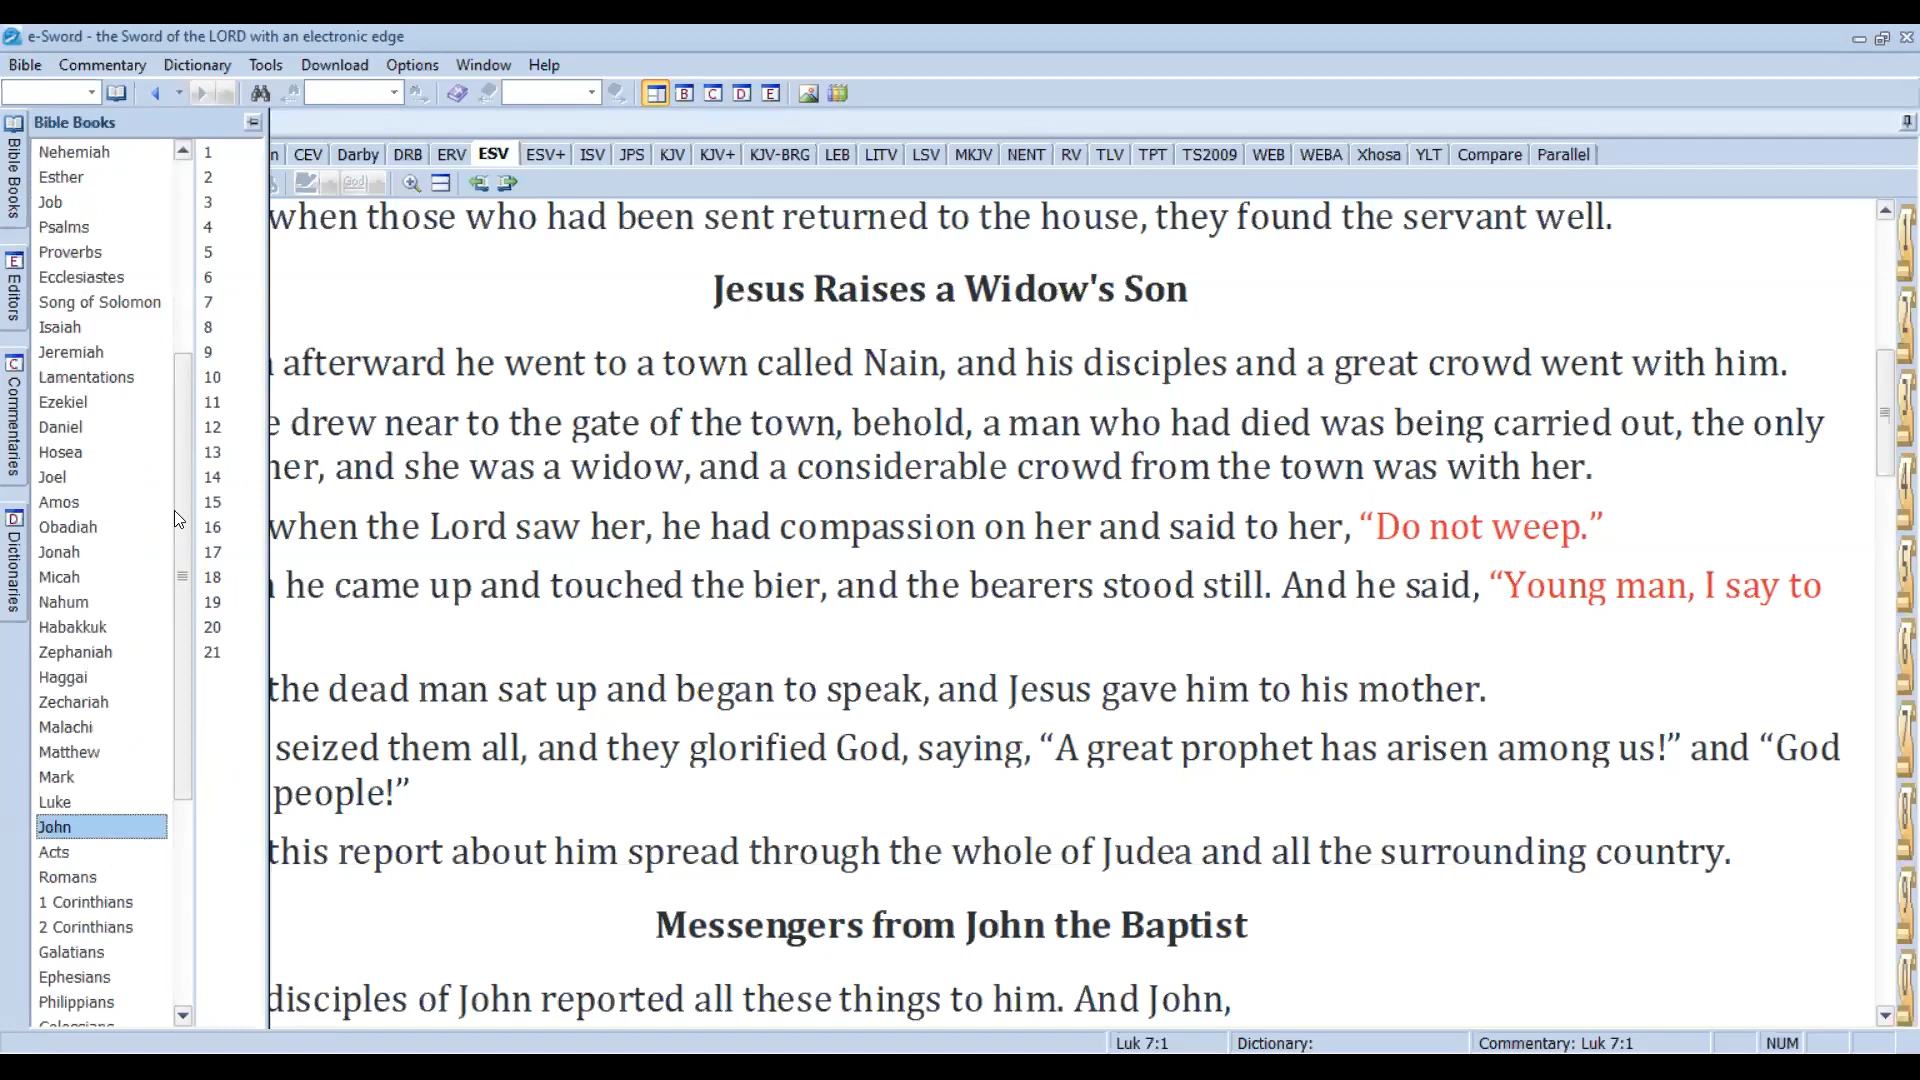 e-Sword - the Sword of the LORD with an electronic edge
Bible Commentary Dictionary Tools Download Options Window Help
B C D E
Bible Books
n CEV Darby DRB ERV ESV ESV+ ISV JPS KJV KJV+ KJV-BRG LEB LITV LSV MKJV NENT RV TLV TPT TS2009 WEB WEBA Xhosa YLT Compare Parallel
God
Bible Books
E Editors
C Commentaries
D Dictionaries
Nehemiah
Esther
Job
Psalms
Proverbs
Ecclesiastes
Song of Solomon
Isaiah
Jeremiah
Lamentations
Ezekiel
Daniel
Hosea
Joel
Amos
Obadiah
Jonah
Micah
Nahum
Habakkuk
Zephaniah
Haggai
Zechariah
Malachi
Matthew
Mark
Luke
John
Acts
Romans
1 Corinthians
2 Corinthians
Galatians
Ephesians
Philippians
Colossians
1
2
3
4
5
6
7
8
9
10
11
12
13
14
15
16
17
18
19
20
21
when those who had been sent returned to the house, they found the servant well.
Jesus Raises a Widow's Son
afterward he went to a town called Nain, and his disciples and a great crowd went with him.
e drew near to the gate of the town, behold, a man who had died was being carried out, the only
her, and she was a widow, and a considerable crowd from the town was with her.
when the Lord saw her, he had compassion on her and said to her, “Do not weep.”
he came up and touched the bier, and the bearers stood still. And he said, “Young man, I say to
the dead man sat up and began to speak, and Jesus gave him to his mother.
seized them all, and they glorified God, saying, “A great prophet has arisen among us!” and “God
people!”
this report about him spread through the whole of Judea and all the surrounding country.
Messengers from John the Baptist
disciples of John reported all these things to him. And John,
1
2
3
4
5
6
7
8
9
Luk 7:1 Dictionary: Commentary: Luk 7:1 NUM